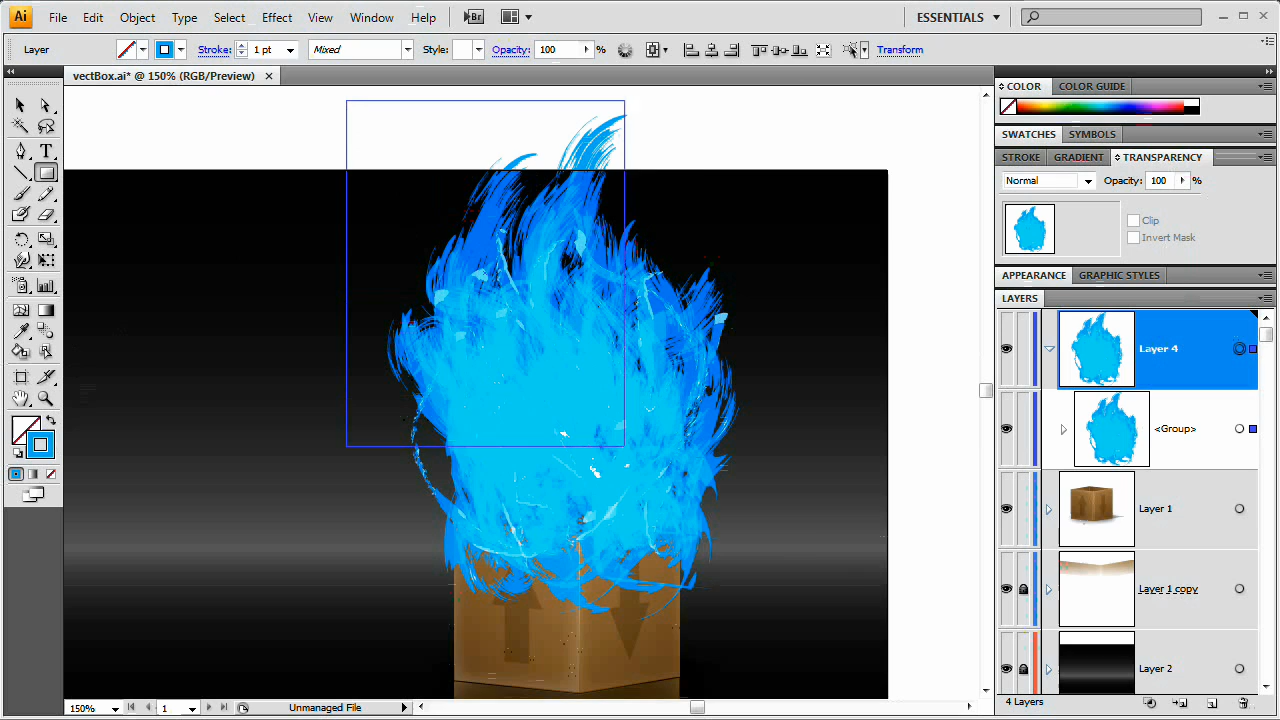 Ai File Edit Object Type Select Effect View Window Help Br ESSENTIALS
Layer Stroke: 1 pt Mixed Style: Opacity: 100 % Transform
vectBox.ai* @ 150% (RGB/Preview) ×
COLOR COLOR GUIDE
SWATCHES SYMBOLS
STROKE GRADIENT TRANSPARENCY
Normal Opacity: 100 %
Clip
Invert Mask
APPEARANCE GRAPHIC STYLES
LAYERS
Layer 4
<Group>
Layer 1
Layer 1 copy
Layer 2
4 Layers
T
150% 1 Unmanaged File